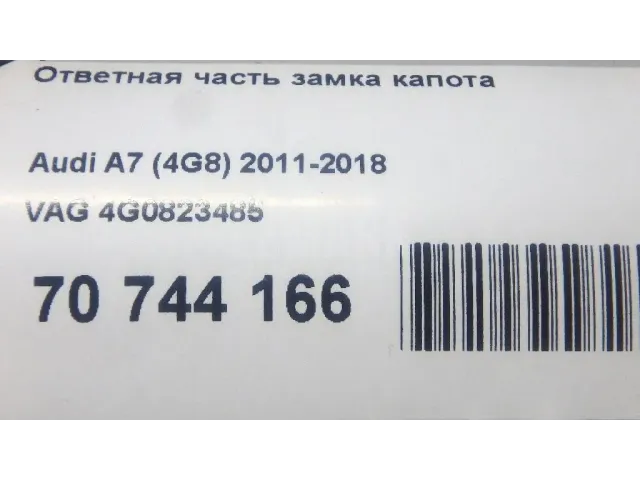 Ответная часть замка капота
Audi A7 (4G8) 2011-2018
VAG 4G0823485
70 744 166